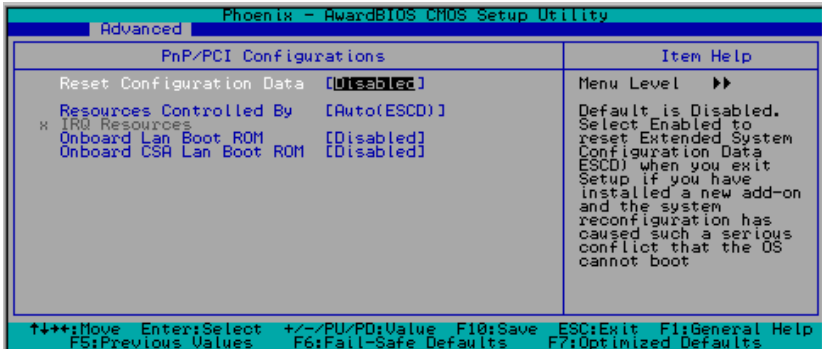 Phoenix - AwardBIOS CMOS Setup Utility
Advanced
PnP/PCI Configurations
Item Help
Reset Configuration Data [Disabled]
Resources Controlled By [Auto(ESCD)]
x IRQ Resources
Onboard Lan Boot ROM [Disabled]
Onboard CSA Lan Boot ROM [Disabled]
Menu Level ▶▶
Default is Disabled.
Select Enabled to
reset Extended System
Configuration Data
ESCD) when you exit
Setup if you have
installed a new add-on
and the system
reconfiguration has
caused such a serious
conflict that the OS
cannot boot
↑↓→←:Move Enter:Select +/-/PU/PD:Value F10:Save ESC:Exit F1:General Help
F5:Previous Values F6:Fail-Safe Defaults F7:Optimized Defaults